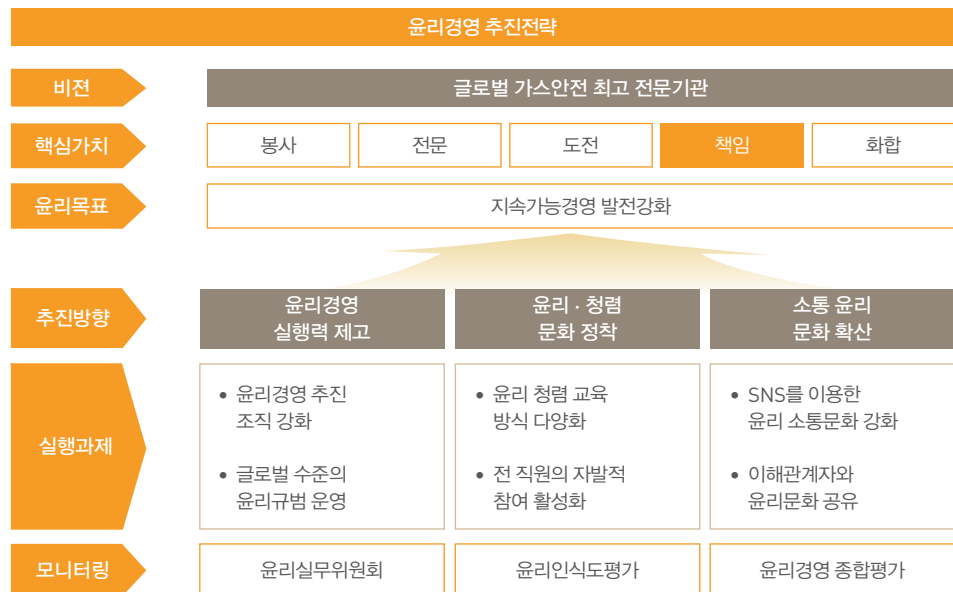 윤리경영 추진전략
비젼
글로벌 가스안전 최고 전문기관
핵심가치
봉사
전문
도전
책임
화합
윤리목표
지속가능경영 발전강화
추진방향
윤리경영
실행력 제고
윤리 · 청렴
문화 정착
소통 윤리
문화 확산
실행과제
• 윤리경영 추진
조직 강화
• 글로벌 수준의
윤리규범 운영
• 윤리 청렴 교육
방식 다양화
• 전 직원의 자발적
참여 활성화
• SNS를 이용한
윤리 소통문화 강화
• 이해관계자와
윤리문화 공유
모니터링
윤리실무위원회
윤리인식도평가
윤리경영 종합평가